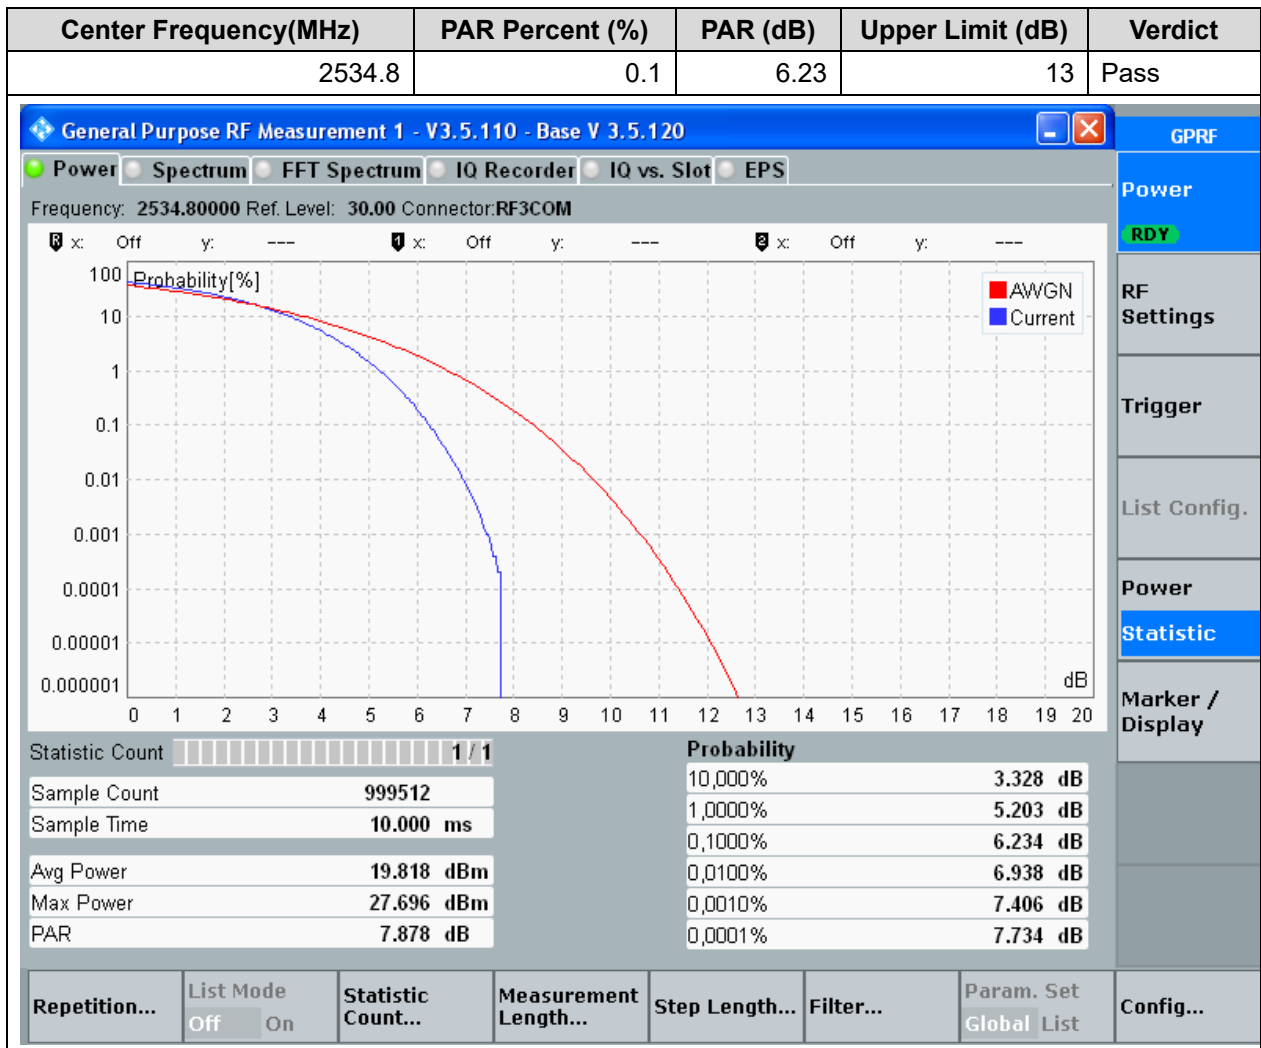 Center Frequency(MHz) PAR Percent (%) PAR (dB) Upper Limit (dB) Verdict
2534.8 0.1 6.23 13 Pass
General Purpose RF Measurement 1 - V3.5.110 - Base V 3.5.120
GPRF
Power Spectrum FFT Spectrum IQ Recorder IQ vs. Slot EPS
Frequency: 2534.80000 Ref. Level: 30.00 Connector:RF3COM
Power
RDY
R x: Off y: --- 1 x: Off y: --- 2 x: Off y: ---
Probability[%]
AWGN
Current
100
10
1
0.1
0.01
0.001
0.0001
0.00001
0.000001
dB
0 1 2 3 4 5 6 7 8 9 10 11 12 13 14 15 16 17 18 19 20
RF
Settings
Trigger
List Config.
Power
Statistic
Marker /
Display
Statistic Count 1 / 1
Sample Count 999512
Sample Time 10.000 ms
Avg Power 19.818 dBm
Max Power 27.696 dBm
PAR 7.878 dB
Probability
10,000% 3.328 dB
1,0000% 5.203 dB
0,1000% 6.234 dB
0,0100% 6.938 dB
0,0010% 7.406 dB
0,0001% 7.734 dB
Repetition...
List Mode
Off On
Statistic
Count...
Measurement
Length...
Step Length...
Filter...
Param. Set
Global List
Config...